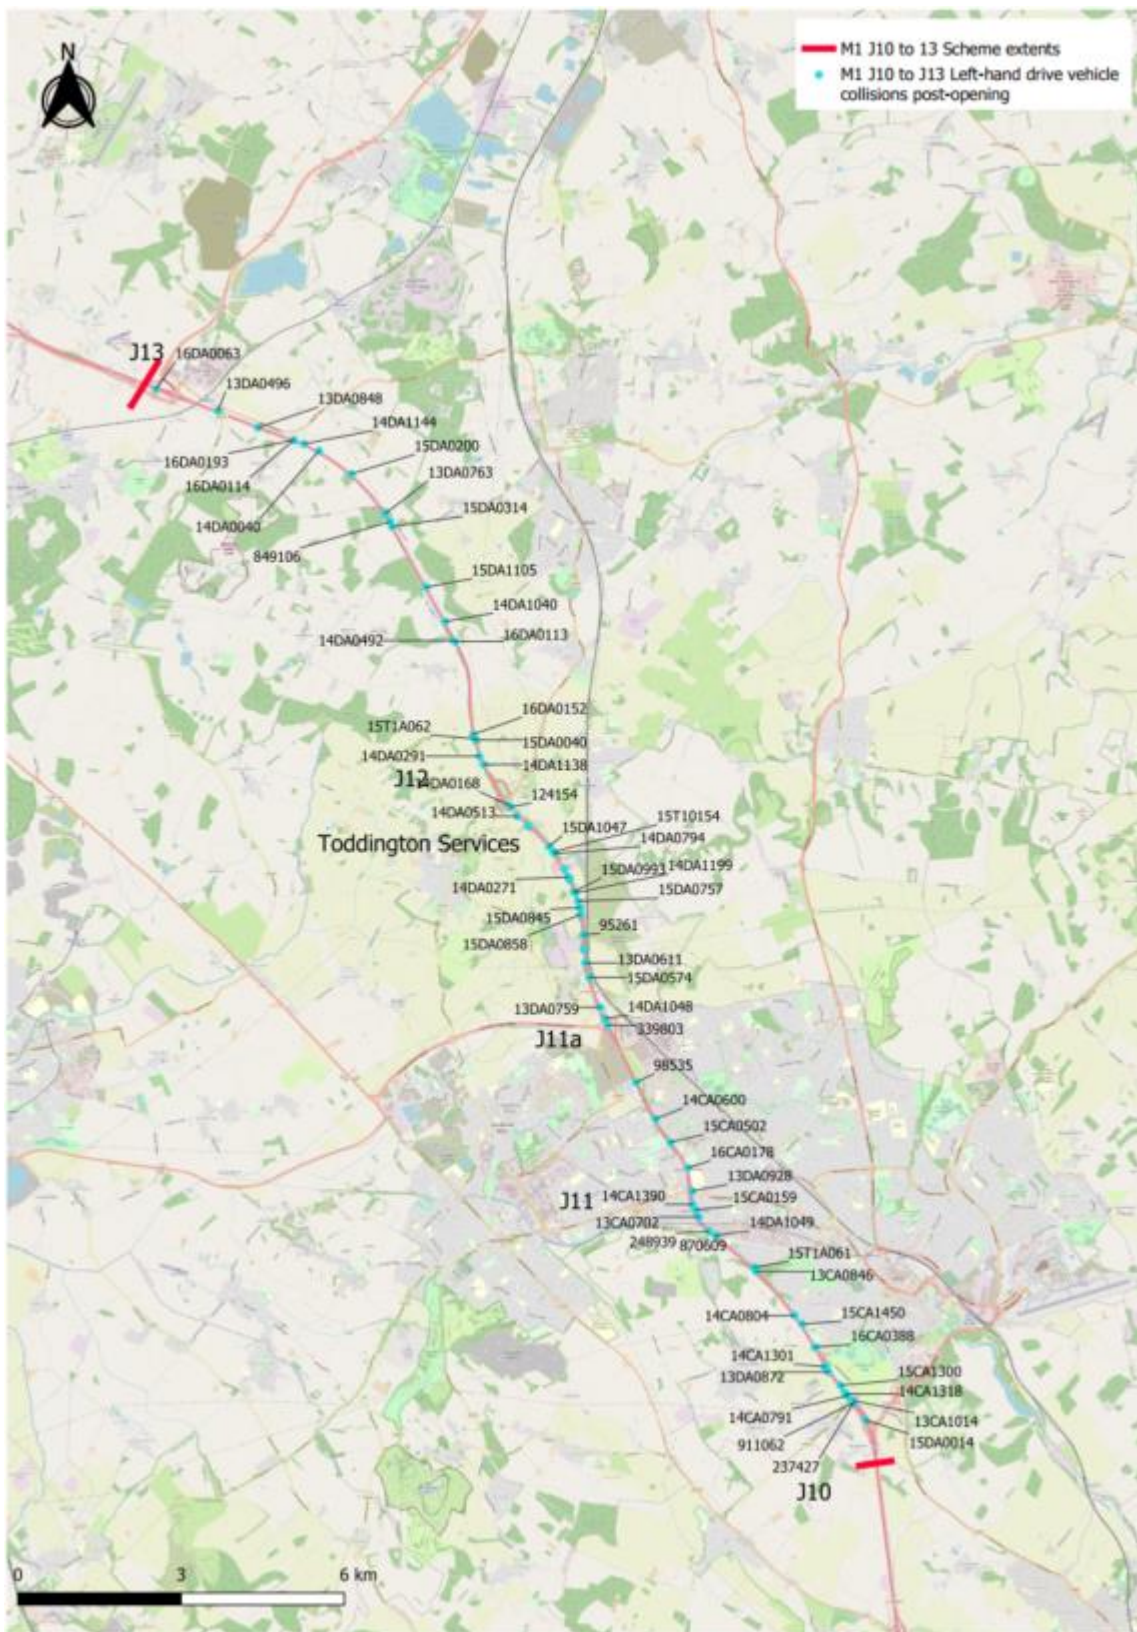 N
M1 J10 to 13 Scheme extents
M1 J10 to J13 Left-hand drive vehicle
collisions post-opening
J13
16DA0063
13DA0496
13DA0848
14DA1144
16DA0193
15DA0200
16DA0114
13DA0763
14DA0040
15DA0314
849106
15DA1105
14DA1040
14DA0492
16DA0113
16DA0152
15T1A062
15DA0040
14DA0291
14DA1138
J12
14DA0168
124154
14DA0513
15T10154
15DA1047
14DA0794
Toddington Services
15DA0993
14DA1199
14DA0271
15DA0757
15DA0845
95261
15DA0858
13DA0611
15DA0574
13DA0759
14DA1048
339803
J11a
98535
14CA0600
15CA0502
16CA0178
13DA0928
14CA1390
15CA0159
J11
13CA0702
14DA1049
248939
870609
15T1A061
13CA0846
14CA0804
15CA1450
16CA0388
14CA1301
13DA0872
15CA1300
14CA1318
14CA0791
13CA1014
911062
15DA0014
237427
J10
0 3 6 km